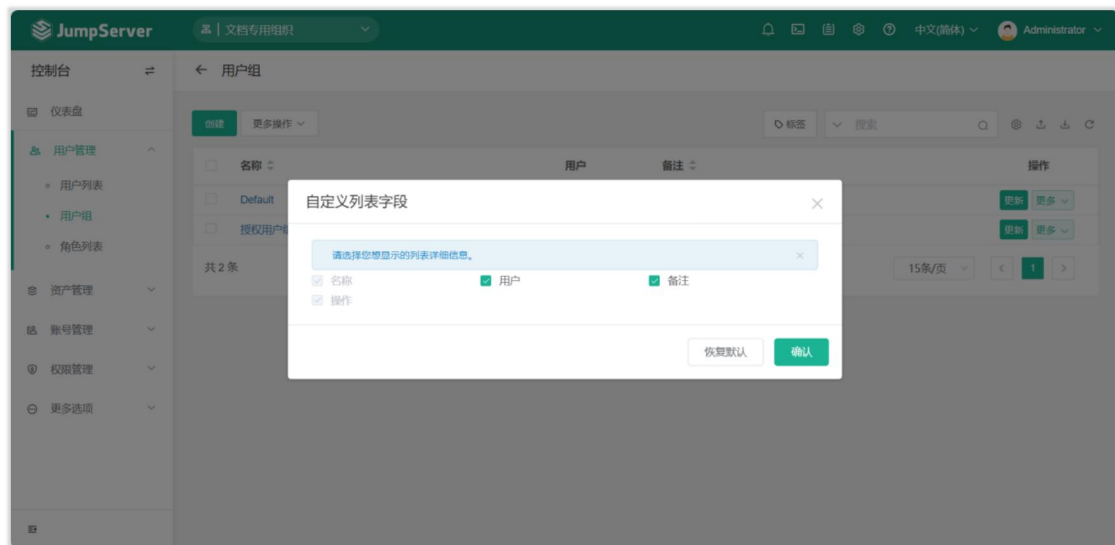 JumpServer 文档专用组织 中文(简体) Administrator
控制台 用户组
仪表盘
创建 更多操作 标签 搜索
用户管理
名称 用户 备注 操作
用户列表
Default 更新 更多
用户组
授权用户 更新 更多
角色列表
共 2 条 15条/页 1
资产管理
账号管理
权限管理
更多选项
自定义列表字段
请选择您想显示的列表详细信息。
名称 用户 备注
操作
恢复默认 确认